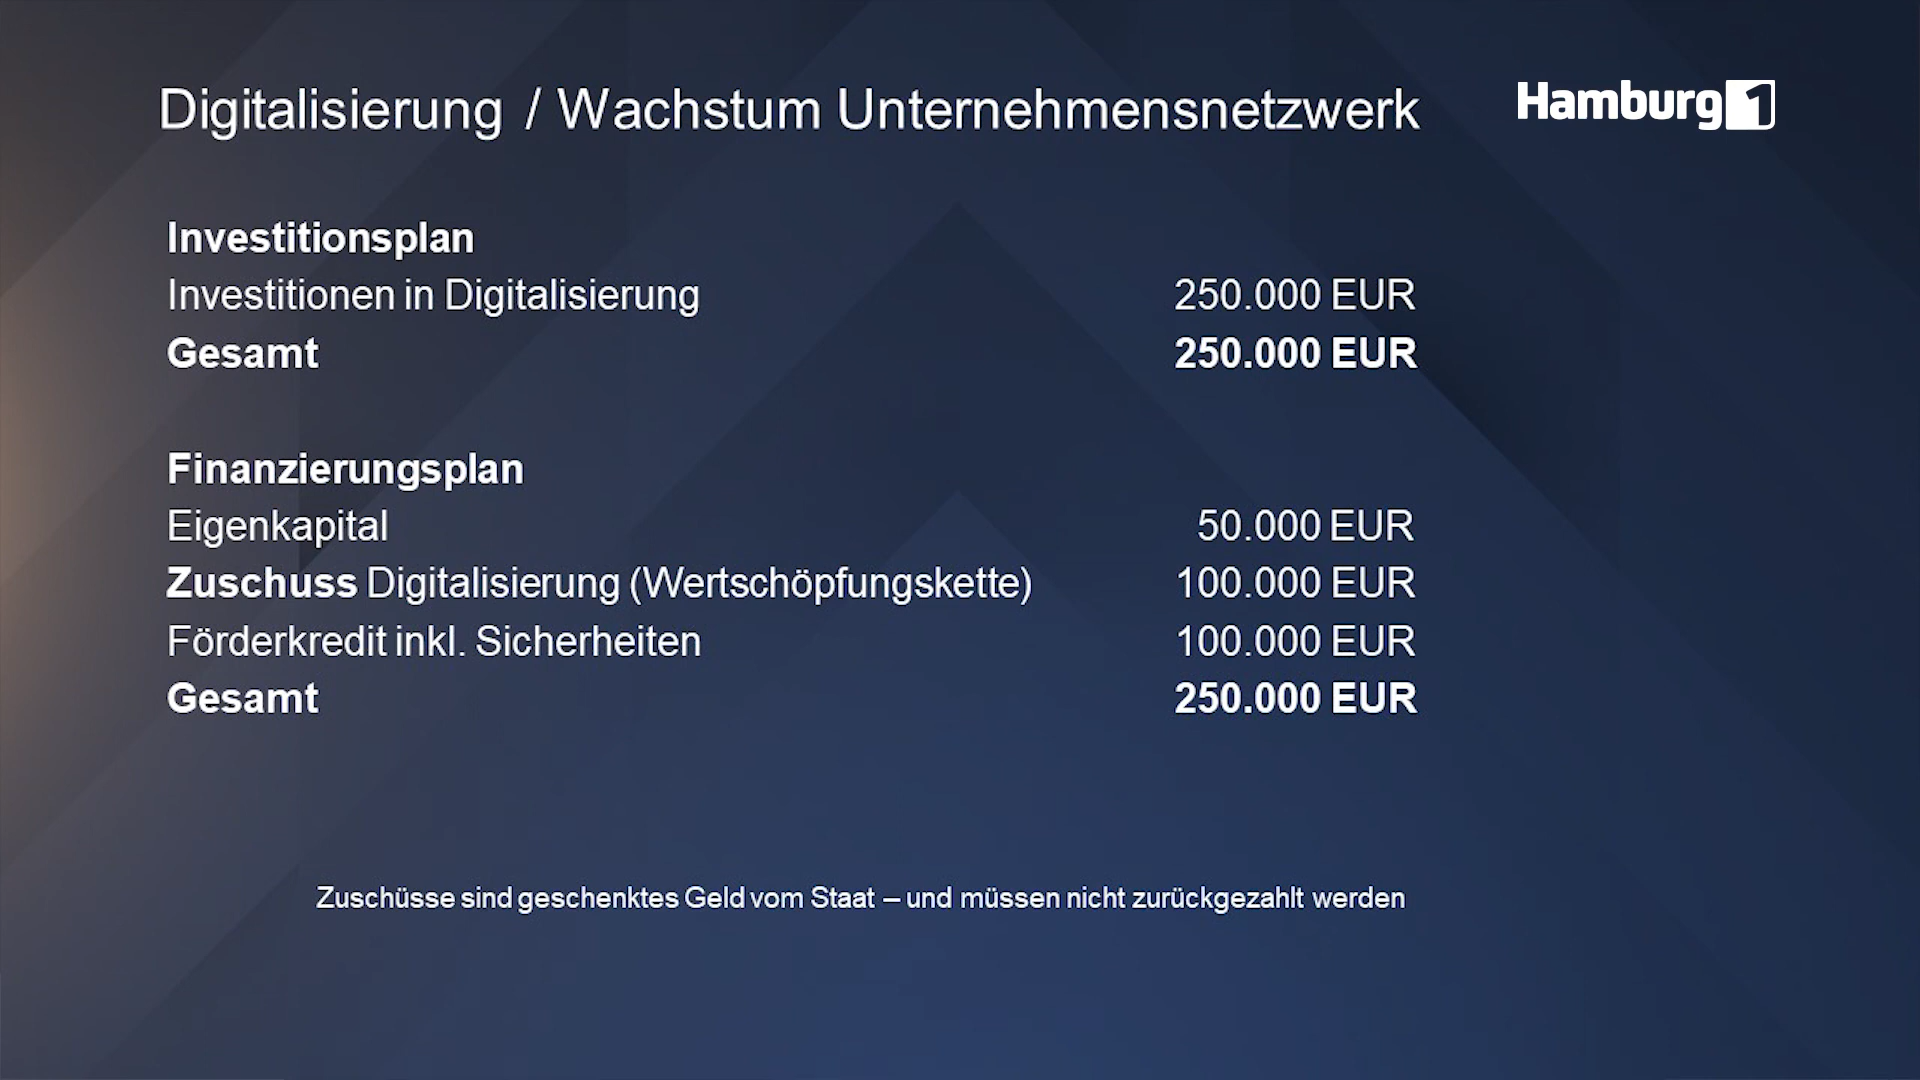 Digitalisierung / Wachstum Unternehmensnetzwerk
Hamburg 1
Investitionsplan
Investitionen in Digitalisierung 250.000 EUR
Gesamt 250.000 EUR
Finanzierungsplan
Eigenkapital 50.000 EUR
Zuschuss Digitalisierung (Wertschöpfungskette) 100.000 EUR
Förderkredit inkl. Sicherheiten 100.000 EUR
Gesamt 250.000 EUR
Zuschüsse sind geschenktes Geld vom Staat – und müssen nicht zurückgezahlt werden